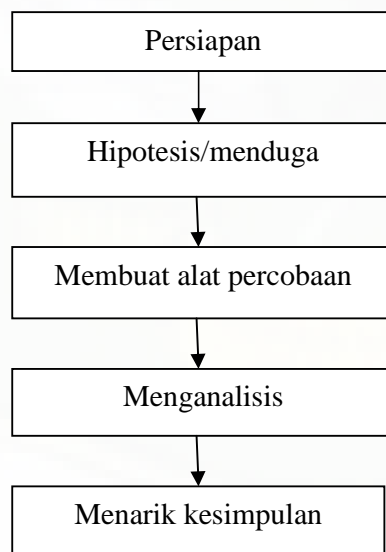 Persiapan
Hipotesis/menduga
Membuat alat percobaan
Menganalisis
Menarik kesimpulan